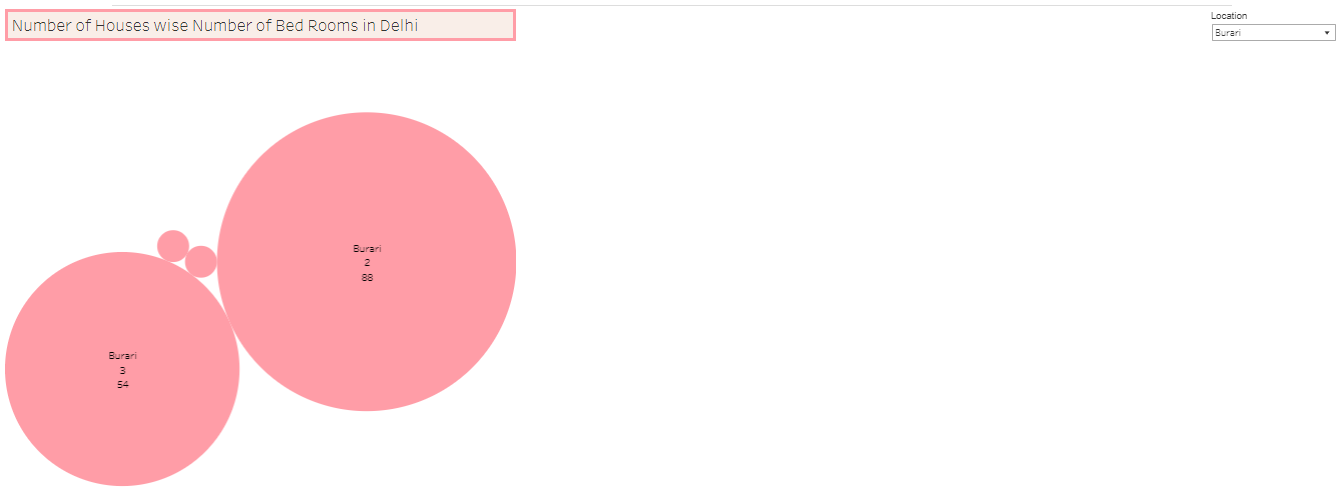 Number of Houses wise Number of Bed Rooms in Delhi
Location
Burari
Burari
2
88
Burari
3
54